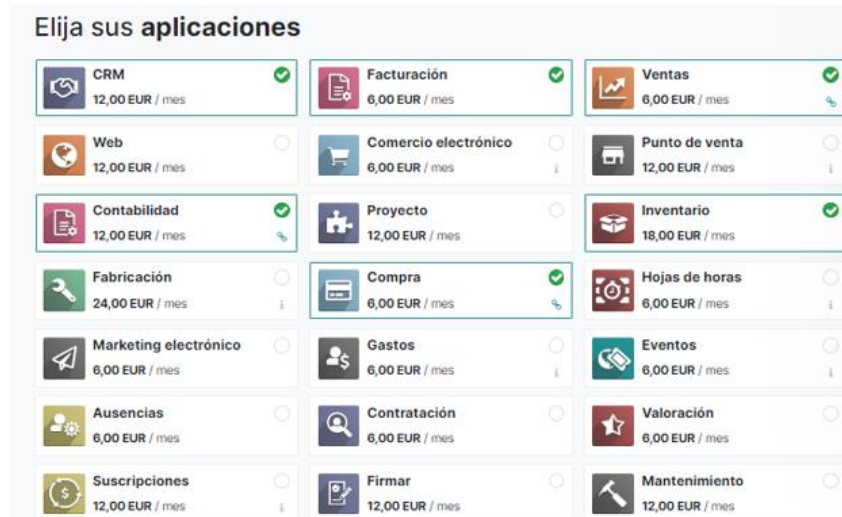 Elija sus aplicaciones
CRM
12,00 EUR / mes
Facturación
6,00 EUR / mes
Ventas
6,00 EUR / mes
Web
12,00 EUR / mes
Comercio electrónico
6,00 EUR / mes
Punto de venta
12,00 EUR / mes
Contabilidad
12,00 EUR / mes
Proyecto
12,00 EUR / mes
Inventario
18,00 EUR / mes
Fabricación
24,00 EUR / mes
Compra
6,00 EUR / mes
Hojas de horas
6,00 EUR / mes
Marketing electrónico
6,00 EUR / mes
Gastos
6,00 EUR / mes
Eventos
6,00 EUR / mes
Ausencias
6,00 EUR / mes
Contratación
6,00 EUR / mes
Valoración
6,00 EUR / mes
Suscripciones
12,00 EUR / mes
Firmar
12,00 EUR / mes
Mantenimiento
12,00 EUR / mes